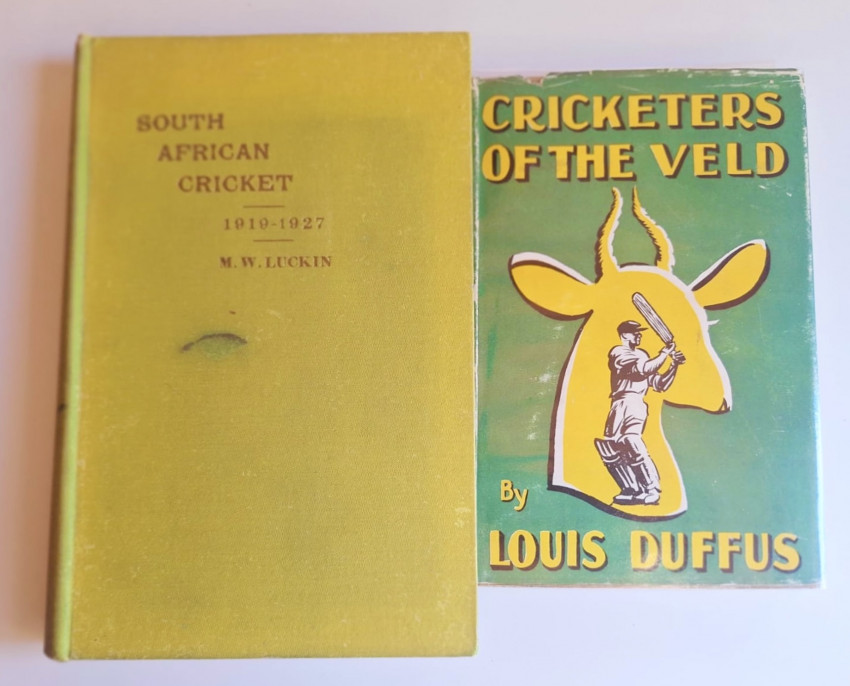 SOUTH
AFRICAN
CRICKET
1919-1927
M. W. LUCKIN
CRICKETERS
OF THE VELD
By
LOUIS DUFFUS